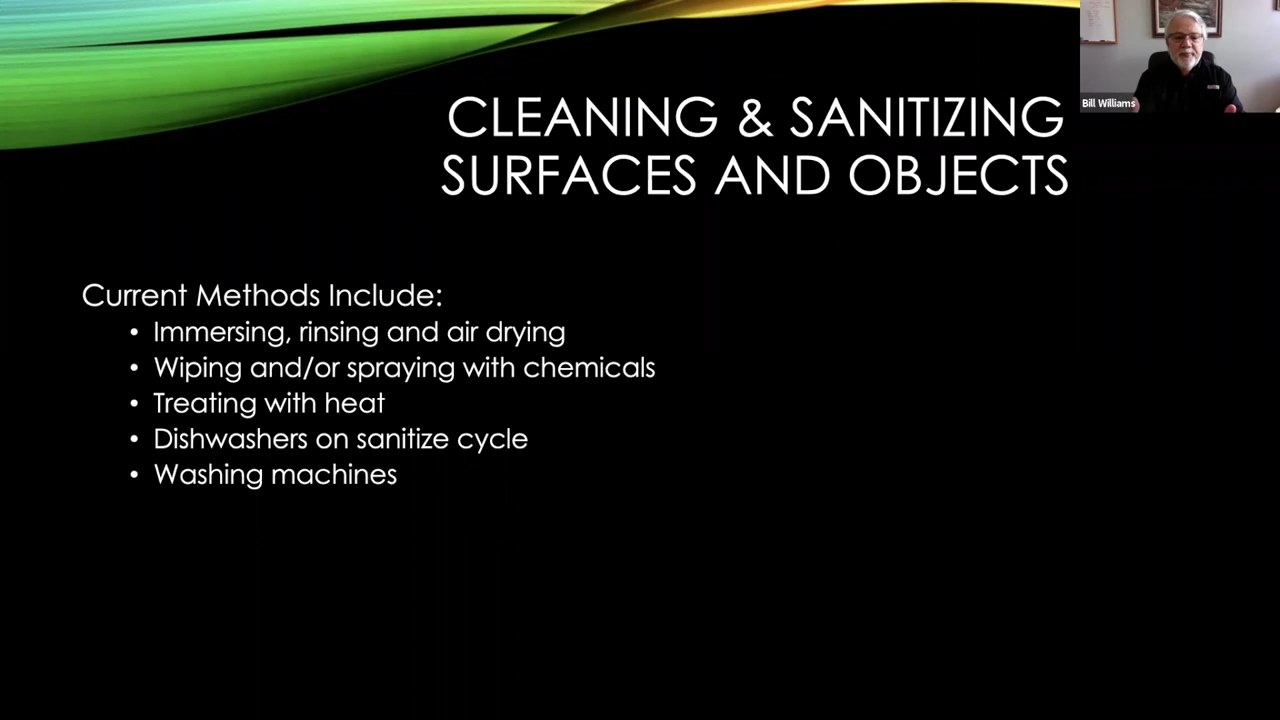 CLEANING & SANITIZING
SURFACES AND OBJECTS
Bill Williams
Current Methods Include:
• Immersing, rinsing and air drying
• Wiping and/or spraying with chemicals
• Treating with heat
• Dishwashers on sanitize cycle
• Washing machines